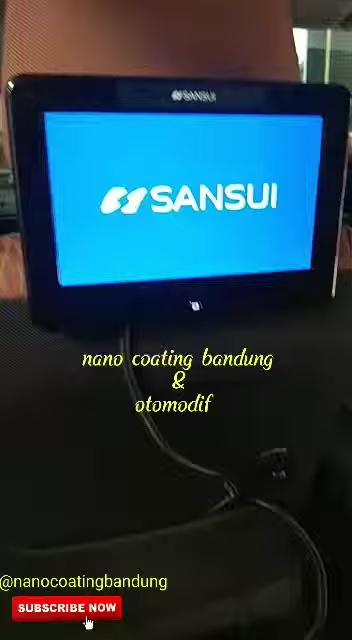 SANSUI
SANSUI
nano coating bandung
&
otomodif
@nanocoatingbandung
SUBSCRIBE NOW